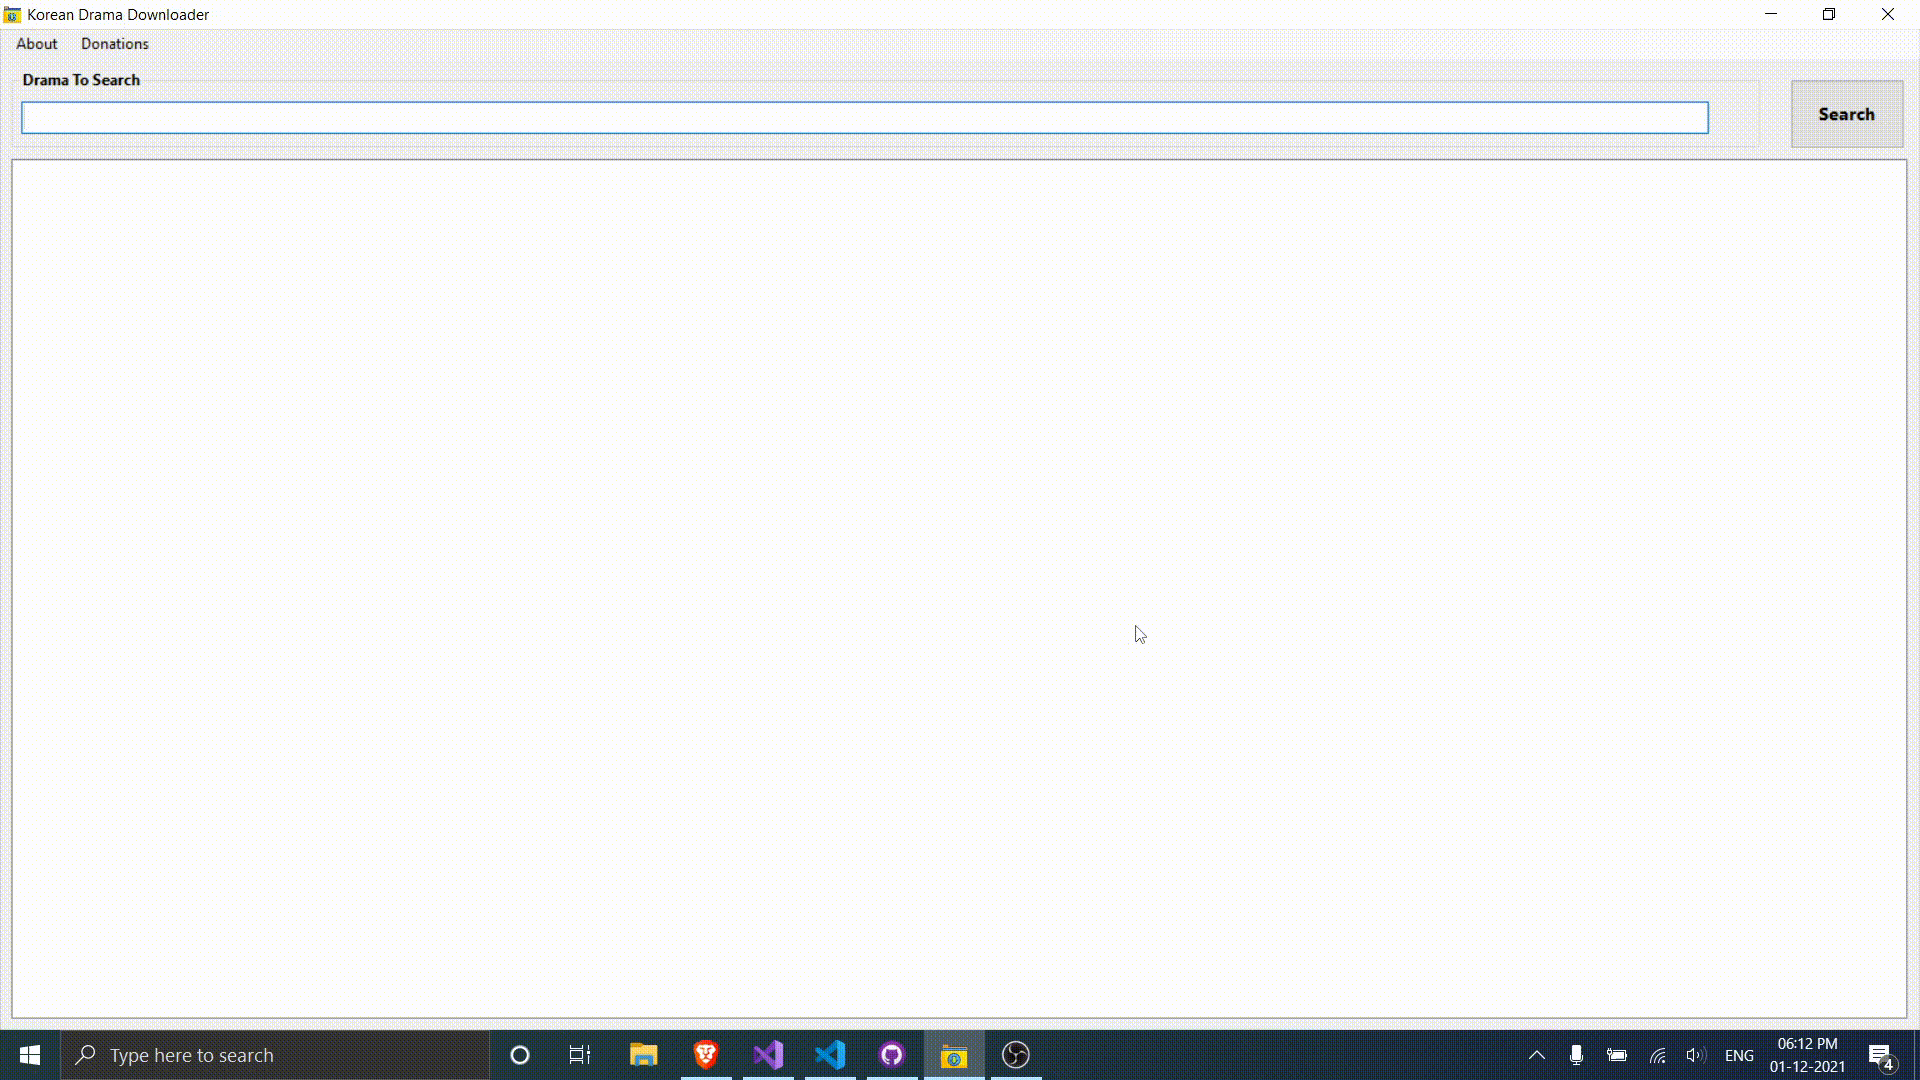 Korean Drama Downloader
About Donations
Drama To Search
Search
Type here to search
ENG
06:12 PM
01-12-2021
4